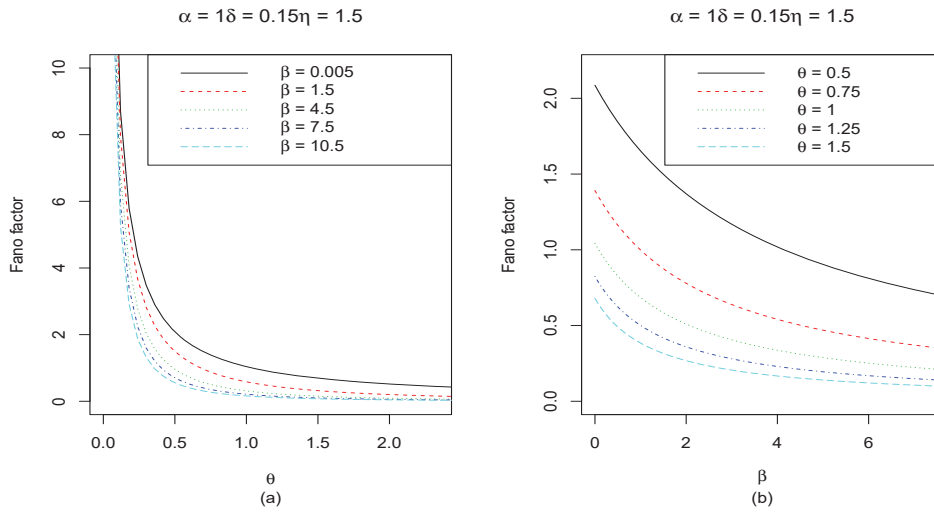 α = 1δ = 0.15η = 1.5
β = 0.005
β = 1.5
β = 4.5
β = 7.5
β = 10.5
Fano factor
10
8
6
4
2
0
0.0 0.5 1.0 1.5 2.0
θ
(a)
α = 1δ = 0.15η = 1.5
θ = 0.5
θ = 0.75
θ = 1
θ = 1.25
θ = 1.5
Fano factor
2.0
1.5
1.0
0.5
0.0
0 2 4 6
β
(b)